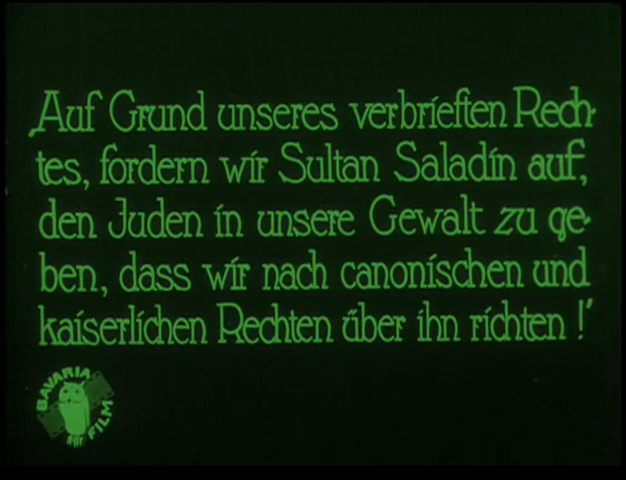 „Auf Grund unseres verbrieften Rech-
tes, fordern wir Sultan Saladin auf,
den Juden in unsere Gewalt zu ge-
ben, dass wir nach canonischen und
kaiserlichen Rechten über ihn richten!"
BAVARIA
FILM